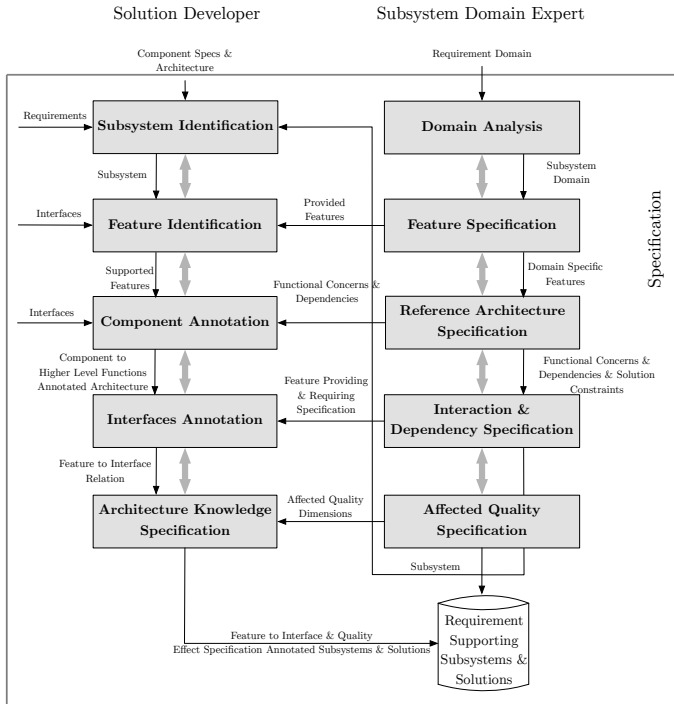 Solution Developer
Subsystem Domain Expert
Component Specs &
Architecture
Requirement Domain
Requirements
Subsystem Identification
Domain Analysis
Subsystem
Subsystem
Domain
Interfaces
Feature Identification
Provided
Features
Feature Specification
Specification
Supported
Features
Functional Concerns &
Dependencies
Domain Specific
Features
Interfaces
Component Annotation
Reference Architecture
Specification
Component to
Higher Level Functions
Annotated Architecture
Feature Providing
& Requiring
Specification
Functional Concerns &
Dependencies & Solution
Constraints
Interfaces Annotation
Interaction &
Dependency Specification
Feature to Interface
Relation
Architecture Knowledge
Specification
Affected Quality
Dimensions
Affected Quality
Specification
Subsystem
Feature to Interface & Quality
Effect Specification Annotated Subsystems & Solutions
Requirement
Supporting
Subsystems &
Solutions